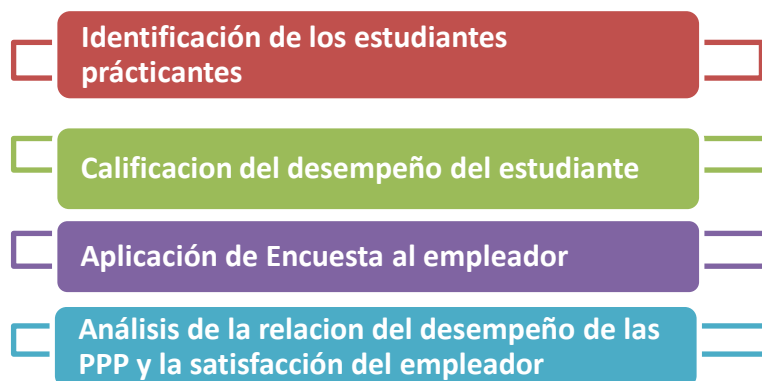 Identificación de los estudiantes
prácticantes
Calificacion del desempeño del estudiante
Aplicación de Encuesta al empleador
Análisis de la relacion del desempeño de las
PPP y la satisfacción del empleador